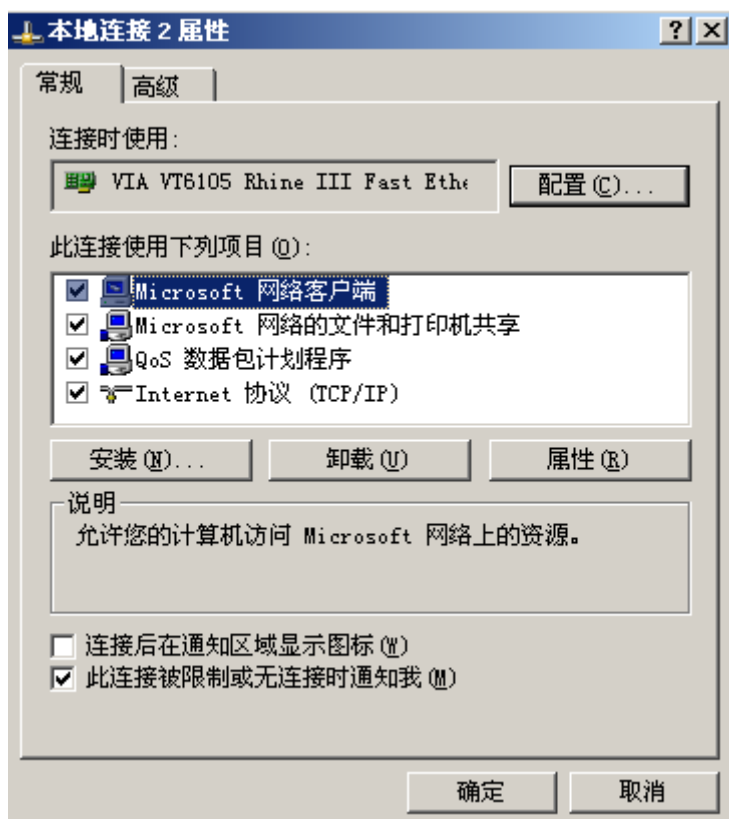 本地连接 2 属性
常规 高级
连接时使用:
VIA VT6105 Rhine III Fast Ethe
配置(C)...
此连接使用下列项目(O):
Microsoft 网络客户端
Microsoft 网络的文件和打印机共享
QoS 数据包计划程序
Internet 协议 (TCP/IP)
安装(N)... 卸载(U) 属性(R)
说明
允许您的计算机访问 Microsoft 网络上的资源。
连接后在通知区域显示图标(W)
此连接被限制或无连接时通知我(M)
确定 取消